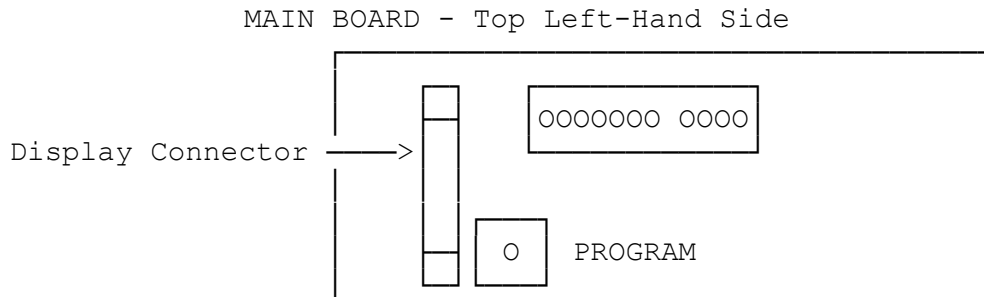 MAIN BOARD - Top Left-Hand Side
OOOOOOO OOOO
Display Connector >
O PROGRAM